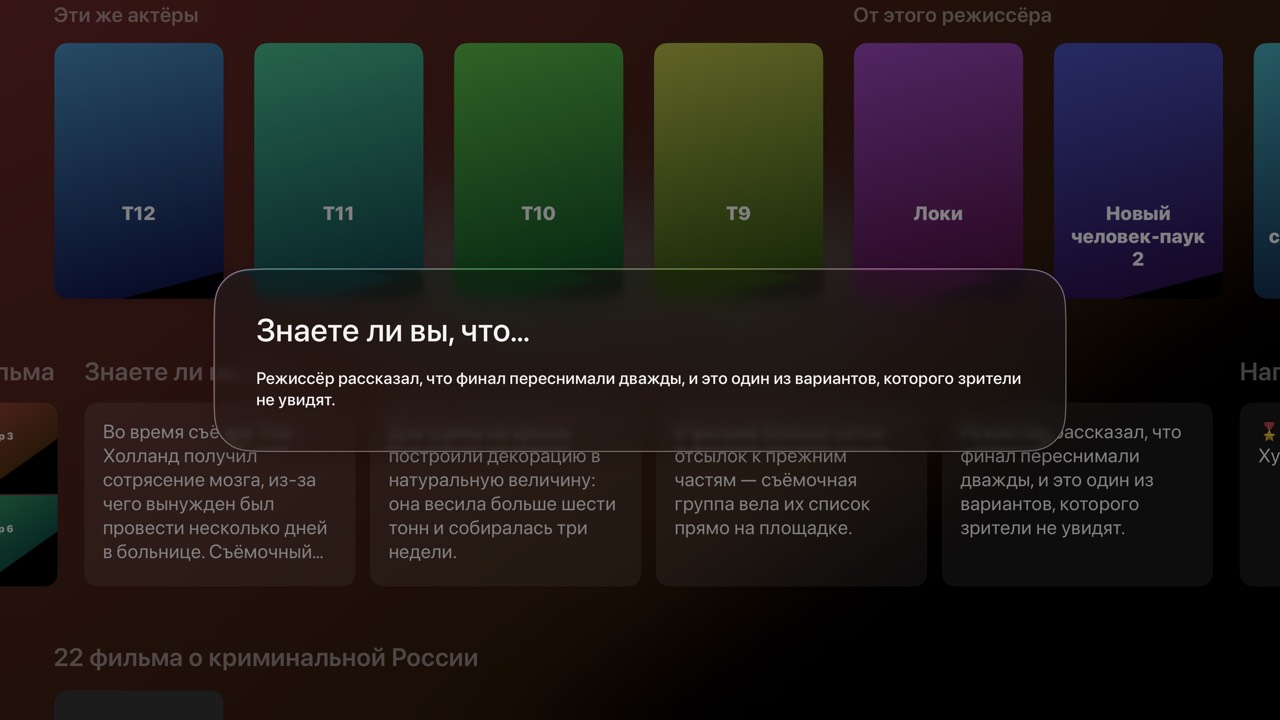 Эти же актёры
От этого режиссёра
T12
T11
T10
T9
Локи
Новый
человек-паук
2
Знаете ли вы, что…
Режиссёр рассказал, что финал переснимали дважды, и это один из вариантов, которого зрители
не увидят.
Знаете ли
р 3
р 6
Во время
Холланд получил
сотрясение мозга, из-за
чего вынужден был
провести несколько дней
в больнице. Съёмочный…
построили декорацию в
натуральную величину:
она весила больше шести
тонн и собиралась три
недели.
отсылок к прежним
частям — съёмочная
группа вела их список
прямо на площадке.
рассказал, что
финал переснимали
дважды, и это один из
вариантов, которого
зрители не увидят.
22 фильма о криминальной России